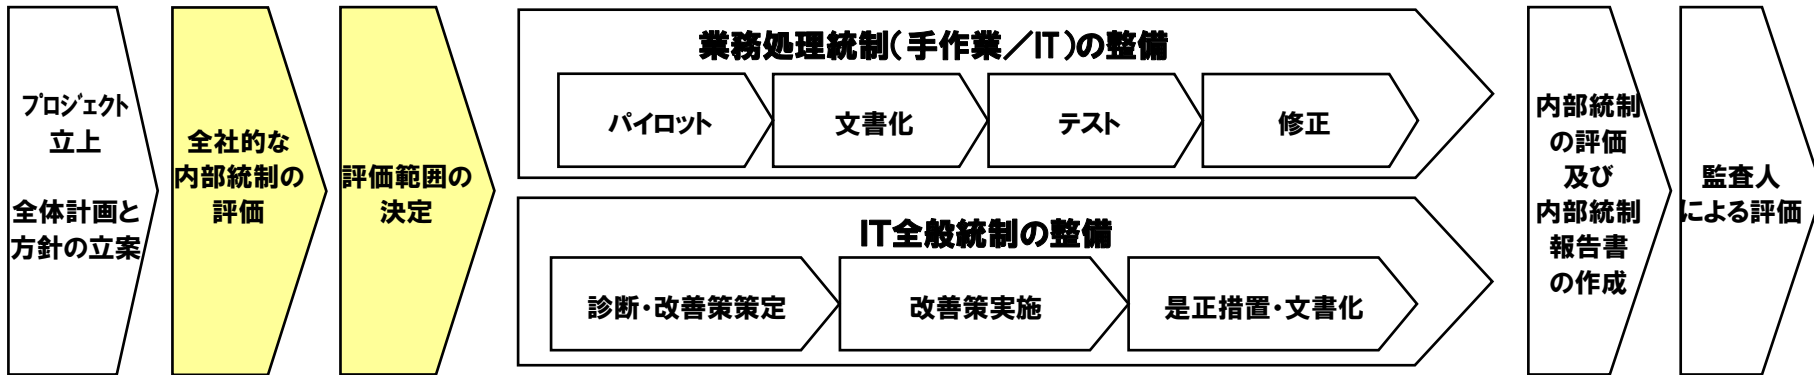 プロジェクト
立上
全体計画と
方針の立案
全社的な
内部統制の
評価
評価範囲の
決定
業務処理統制(手作業／IT)の整備
パイロット
文書化
テスト
修正
IT全般統制の整備
診断・改善策策定
改善策実施
是正措置・文書化
内部統制
の評価
及び
内部統制
報告書
の作成
監査人
による評価